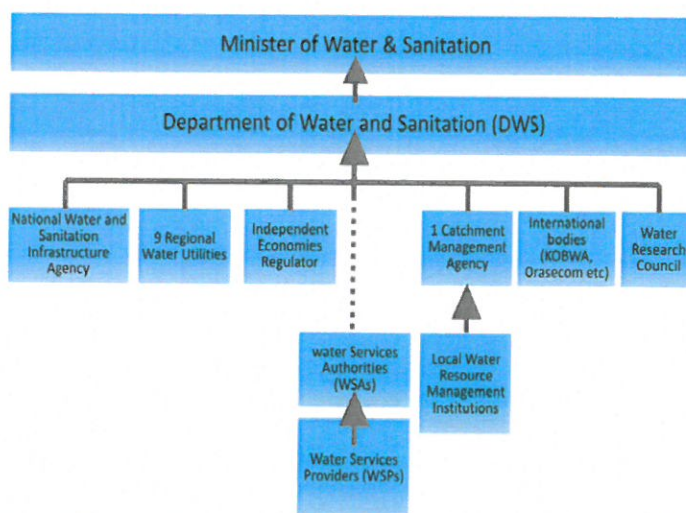 Minister of Water & Sanitation
Department of Water and Sanitation (DWS)
National Water and
Sanitation
Infrastructure
Agency
9 Regional
Water Utilities
Independent
Economies
Regulator
1 Catchment
Management
Agency
International
bodies
(KOBWA,
Orasecom etc)
Water
Research
Council
water Services
Authorities
(WSAs)
Local Water
Resource
Management
Institutions
Water Services
Providers (WSPs)